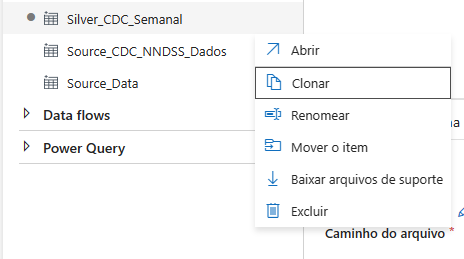 Silver_CDC_Semanal
Source_CDC_NNDSS_Dados
Source_Data
Data flows
Power Query
Abrir
Clonar
Renomear
Mover o item
Baixar arquivos de suporte
Excluir
Caminho do arquivo *